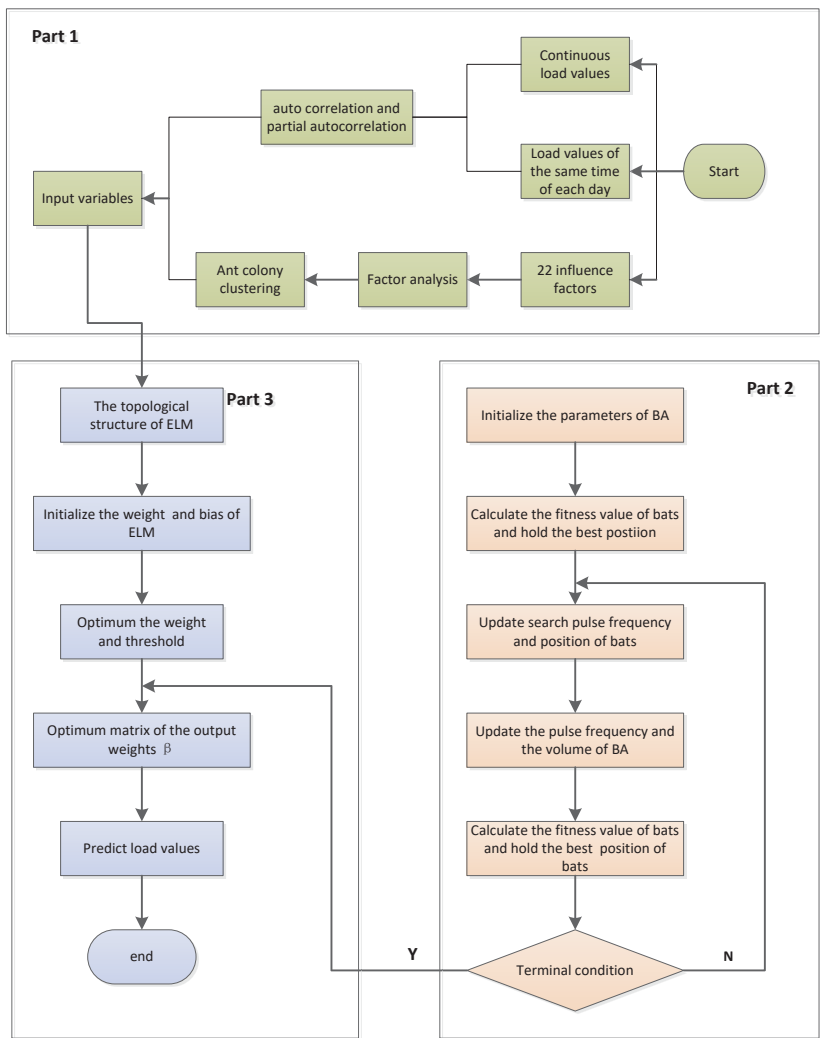 Part 1
Continuous
load values
auto correlation and
partial autocorrelation
Load values of
the same time
of each day
Start
Input variables
Ant colony
clustering
Factor analysis
22 influence
factors
Part 3
The topological
structure of ELM
Initialize the weight and bias of
ELM
Optimum the weight
and threshold
Optimum matrix of the output
weights β
Predict load values
end
Part 2
Initialize the parameters of BA
Calculate the fitness value of bats
and hold the best postiion
Update search pulse frequency
and position of bats
Update the pulse frequency and
the volume of BA
Calculate the fitness value of bats
and hold the best position of
bats
Terminal condition
Y
N